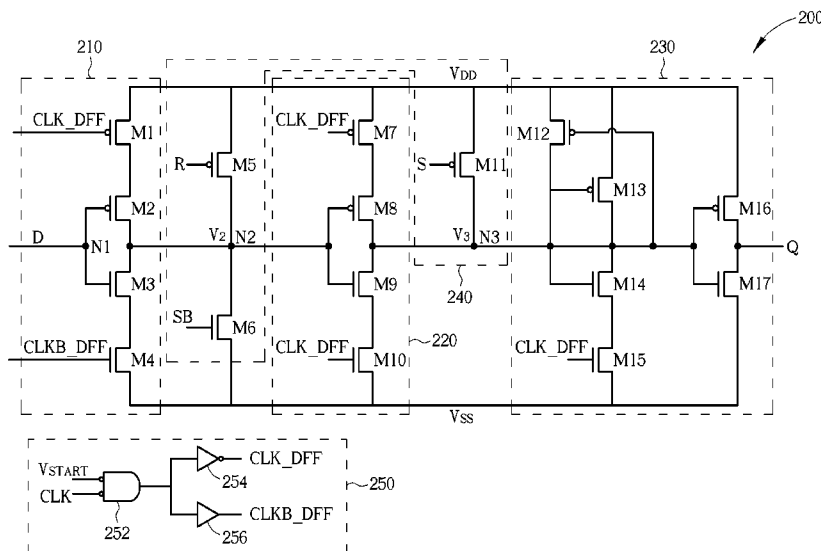 200
210
230
VDD
CLK_DFF
M1
R
M5
CLK_DFF
M7
S
M11
M12
M13
M2
M8
M16
D
N1
V2
N2
V3
N3
Q
M3
M9
240
M14
M17
SB
M6
CLKB_DFF
M4
CLK_DFF
M10
220
CLK_DFF
M15
VSS
VSTART
CLK
252
254
CLK_DFF
256
CLKB_DFF
250